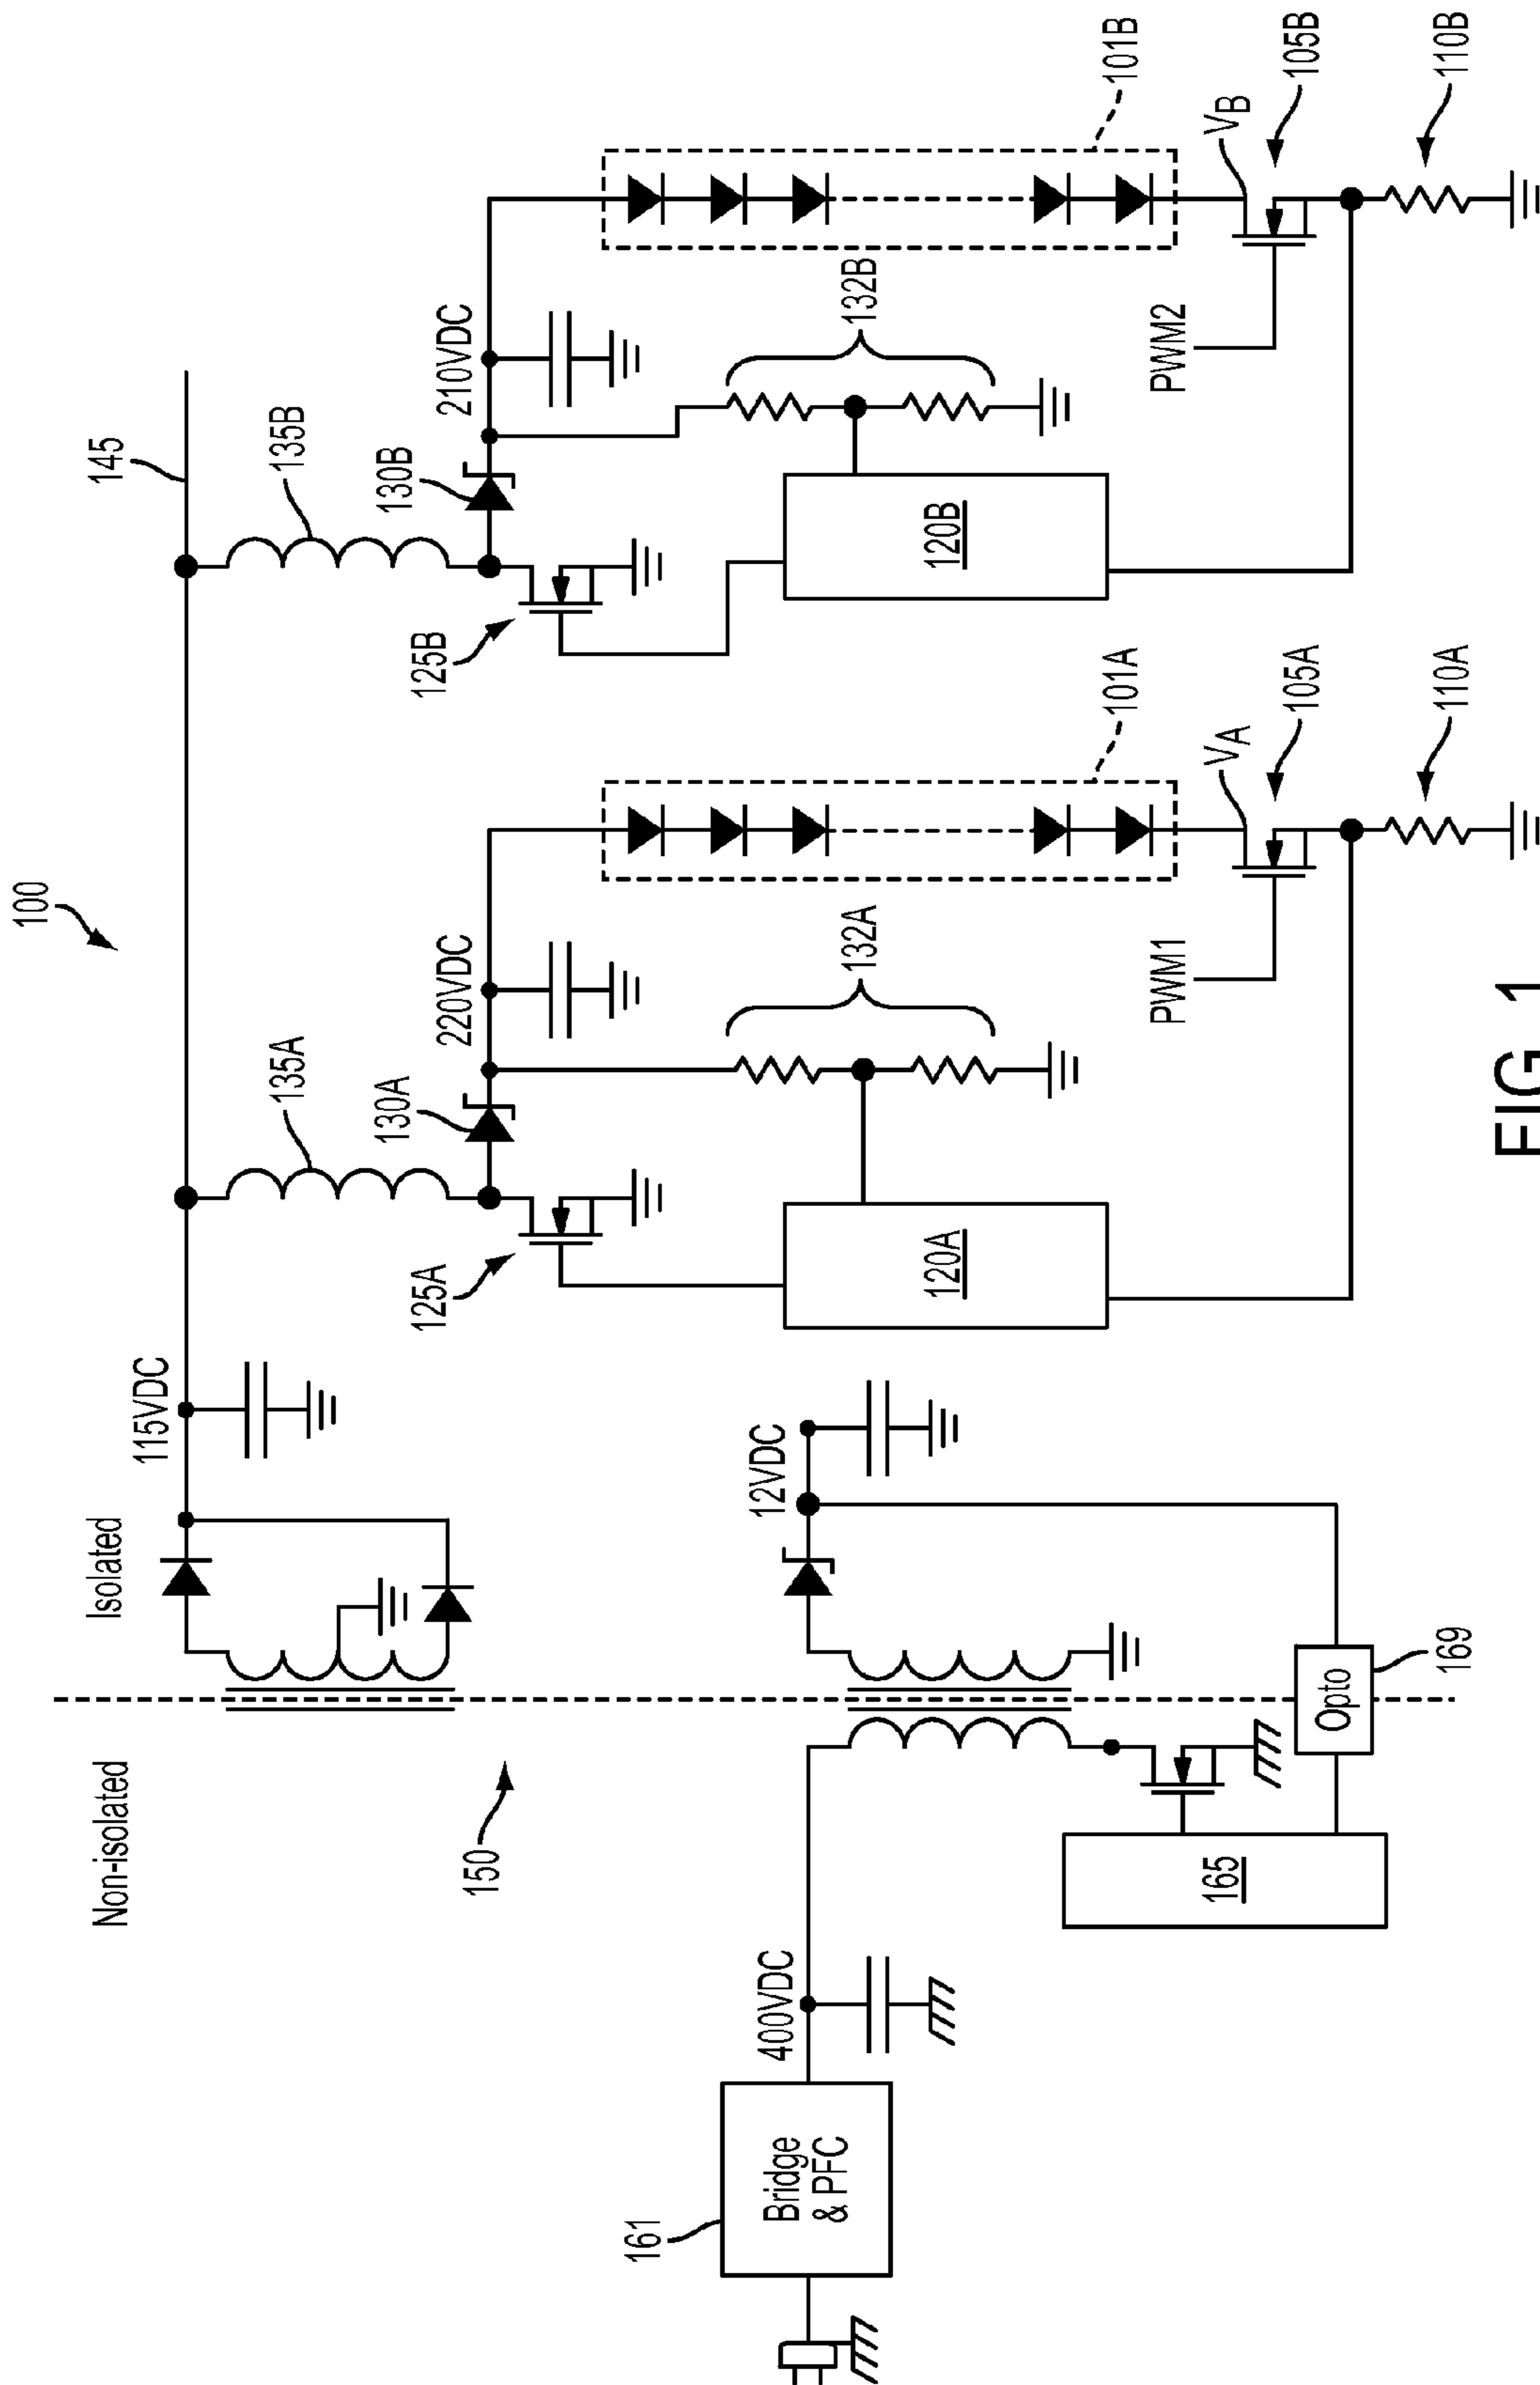 100
Non-isolated
Isolated
115VDC
145
135A
135B
130A
220VDC
130B
210VDC
125A
125B
150
132A
132B
161
Bridge
& PFC
400VDC
12VDC
120A
120B
101A
101B
165
Opto
169
PWM1
VA
105A
110A
PWM2
VB
105B
110B
FIG. 1